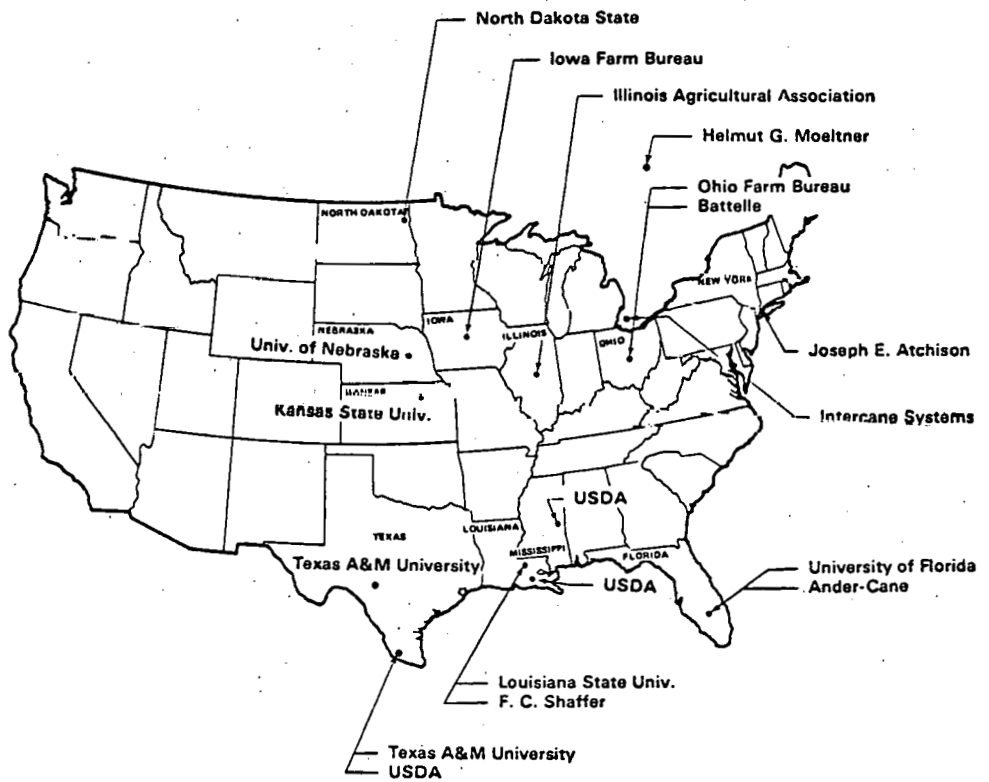 North Dakota State
Iowa Farm Bureau
Illinois Agricultural Association
Helmut G. Moeltner
Ohio Farm Bureau
Battelle
NORTH DAKOTA
NEW YORK
IOWA
NEBRASKA
ILLINOIS
OHIO
Univ. of Nebraska
Joseph E. Atchison
KANSAS
Kansas State Univ.
Intercane Systems
USDA
LOUISIANA
TEXAS
MISSISSIPPI
FLORIDA
Texas A&M University
University of Florida
USDA
Ander-Cane
Louisiana State Univ.
F. C. Shaffer
Texas A&M University
USDA